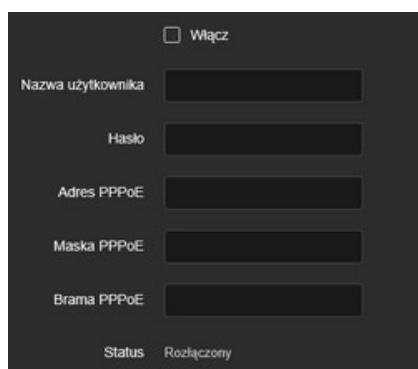 Włącz
Nazwa użytkownika
Hasło
Adres PPPoE
Maska PPPoE
Brama PPPoE
Status Rozłączony